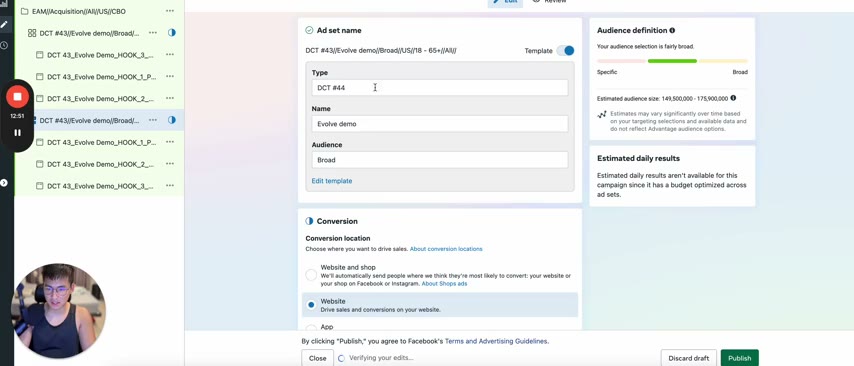 Edit
Review
EAM//Acquisition//All//US//CBO
DCT #43//Evolve demo//Broad/...
DCT 43_Evolve Demo_HOOK_3_...
DCT 43_Evolve Demo_HOOK_1_P...
DCT 43_Evolve Demo_HOOK_2_...
DCT #43//Evolve demo//Broad/...
DCT 43_Evolve Demo_HOOK_1_P...
DCT 43_Evolve Demo_HOOK_2_...
DCT 43_Evolve Demo_HOOK_3_...
12:51
Ad set name
DCT #43//Evolve demo//Broad//US//18 - 65+//All//
Template
Type
DCT #44
Name
Evolve demo
Audience
Broad
Edit template
Conversion
Conversion location
Choose where you want to drive sales. About conversion locations
Website and shop
We'll automatically send people where we think they're most likely to convert: your website or
your shop on Facebook or Instagram. About Shops ads
Website
Drive sales and conversions on your website.
App
By clicking "Publish," you agree to Facebook's Terms and Advertising Guidelines.
Close
Verifying your edits...
Discard draft
Publish
Audience definition
Your audience selection is fairly broad.
Specific
Broad
Estimated audience size: 149,500,000 - 175,900,000
Estimates may vary significantly over time based
on your targeting selections and available data and
do not reflect Advantage audience options.
Estimated daily results
Estimated daily results aren't available for this
campaign since it has a budget optimized across
ad sets.